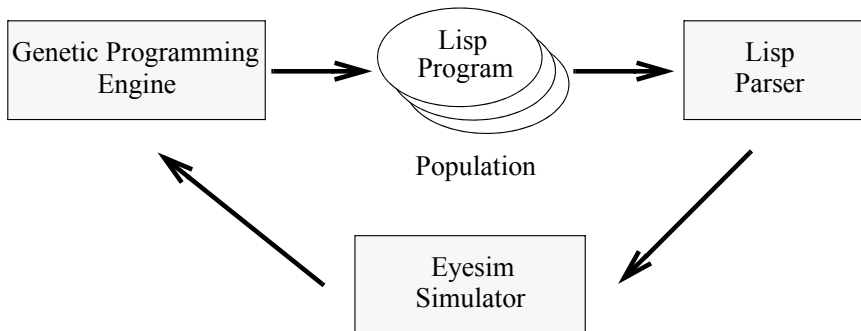 Genetic Programming
Engine
Lisp
Program
Lisp
Parser
Population
Eyesim
Simulator